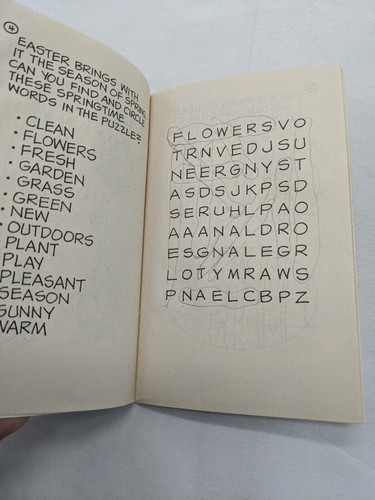 4
EASTER BRINGS WITH
IT THE SEASON OF SPRING
CAN YOU FIND AND CIRCLE
THESE SPRINGTIME
WORDS IN THE PUZZLE?
• CLEAN
• FLOWERS
• FRESH
• GARDEN
• GRASS
• GREEN
• NEW
• OUTDOORS
PLANT
PLAY
PLEASANT
SEASON
SUNNY
WARM
FLOWERSVO
TRNVEDJSU
NEERGNYST
ASDSJKPSD
SERUHLPAO
AAANALDRO
ESGNALEGR
LOTYMRAWS
PNAELCBPZ